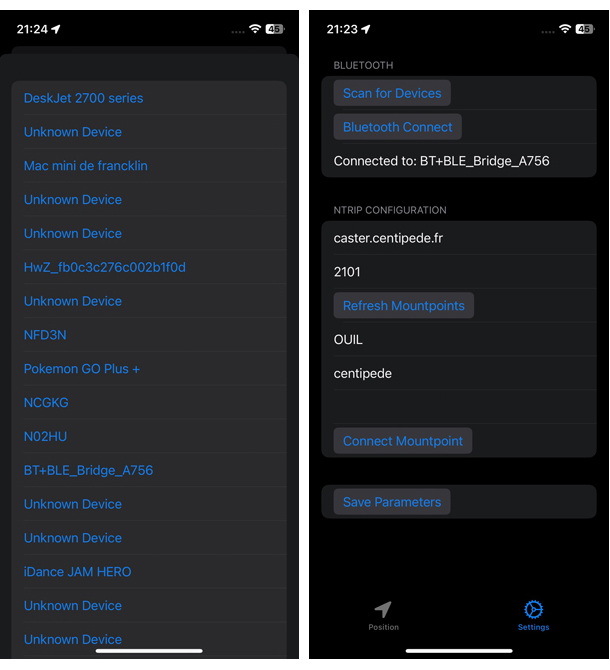 21:24
45
DeskJet 2700 series
Unknown Device
Mac mini de francklin
Unknown Device
Unknown Device
HwZ_fb0c3c276c002b1f0d
Unknown Device
NFD3N
Pokemon GO Plus +
NCGKG
N02HU
BT+BLE_Bridge_A756
Unknown Device
Unknown Device
iDance JAM HERO
Unknown Device
Unknown Device
21:23
45
BLUETOOTH
Scan for Devices
Bluetooth Connect
Connected to: BT+BLE_Bridge_A756
NTRIP CONFIGURATION
caster.centipede.fr
2101
Refresh Mountpoints
OUIL
centipede
Connect Mountpoint
Save Parameters
Position
Settings